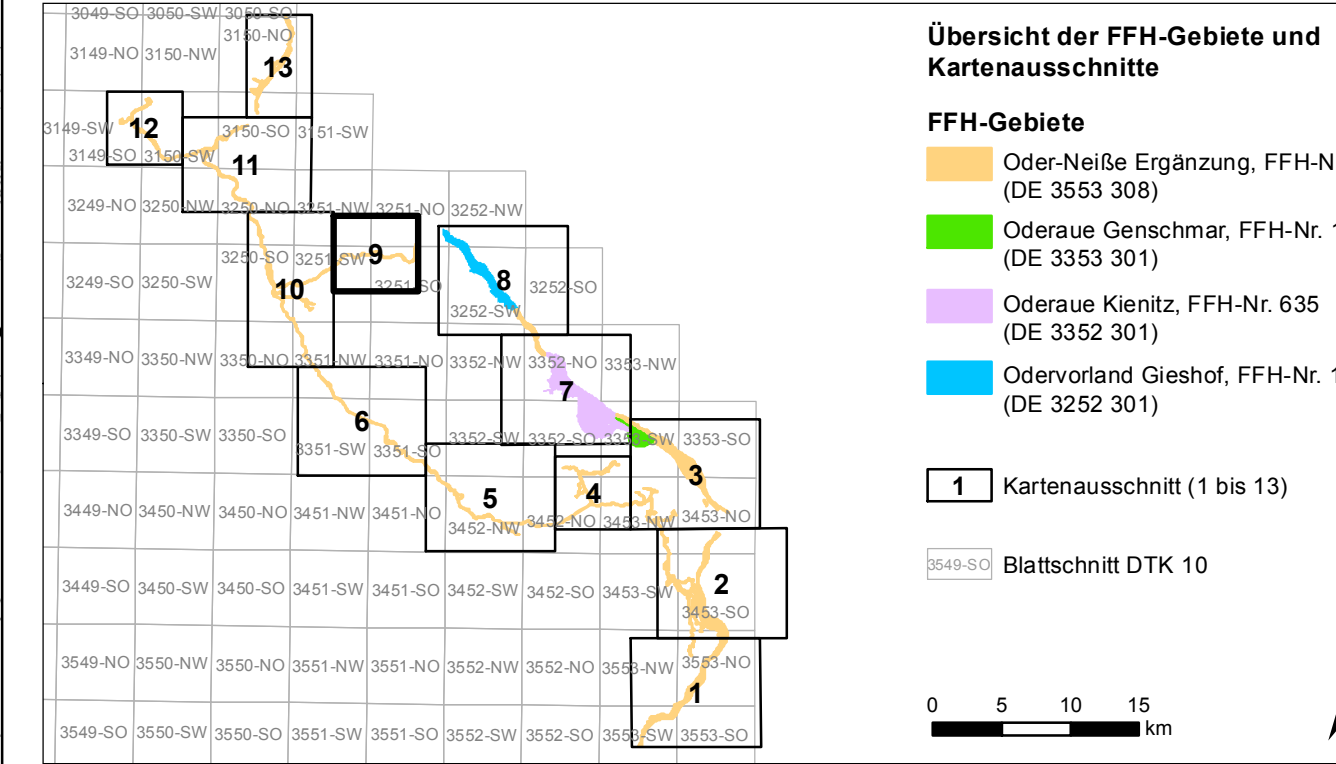 3049-SO 3050-SW 3050-SO
3150-NO
3149-NO 3150-NW
13
12
3149-SW
3150-SO 3151-SW
3149-SO 3150-SW
11
3249-NO 3250-NW 3250-NO 3251-NW 3251-NO 3252-NW
3250-SO 3251-SW 9
3249-SO 3250-SW 10 3251-SO 8 3252-SO
3252-SW
3349-NO 3350-NW 3350-NO 3351-NW 3351-NO 3352-NW 3352-NO 3353-NW
7
6
3349-SO 3350-SW 3350-SO 3351-SW 3351-SO 3352-SW 3352-SO 3353-SW 3353-SO
3
5 4
3449-NO 3450-NW 3450-NO 3451-NW 3451-NO 3452-NW 3452-NO 3453-NW 3453-NO
2
3449-SO 3450-SW 3450-SO 3451-SW 3451-SO 3452-SW 3452-SO 3453-SW 3453-SO
3549-NO 3550-NW 3550-NO 3551-NW 3551-NO 3552-NW 3552-NO 3553-NW 3553-NO
1
3549-SO 3550-SW 3550-SO 3551-SW 3551-SO 3552-SW 3552-SO 3553-SW 3553-SO
Übersicht der FFH-Gebiete und
Kartenausschnitte
FFH-Gebiete
Oder-Neiße Ergänzung, FFH-N
(DE 3553 308)
Oderaue Genschmar, FFH-Nr. 1
(DE 3353 301)
Oderaue Kienitz, FFH-Nr. 635
(DE 3352 301)
Odervorland Gieshof, FFH-Nr. 1
(DE 3252 301)
1 Kartenausschnitt (1 bis 13)
3549-SO Blattschnitt DTK 10
0 5 10 15
km